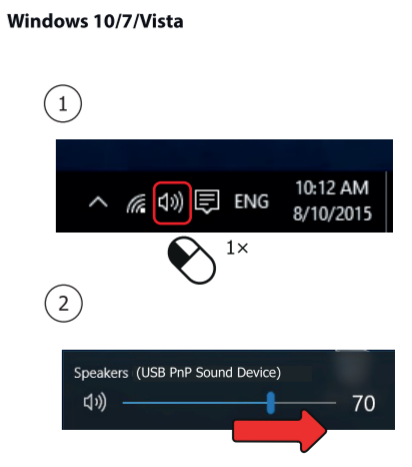 Windows 10/7/Vista
1
ENG
10:12 AM
8/10/2015
1×
2
Speakers (USB PnP Sound Device)
70